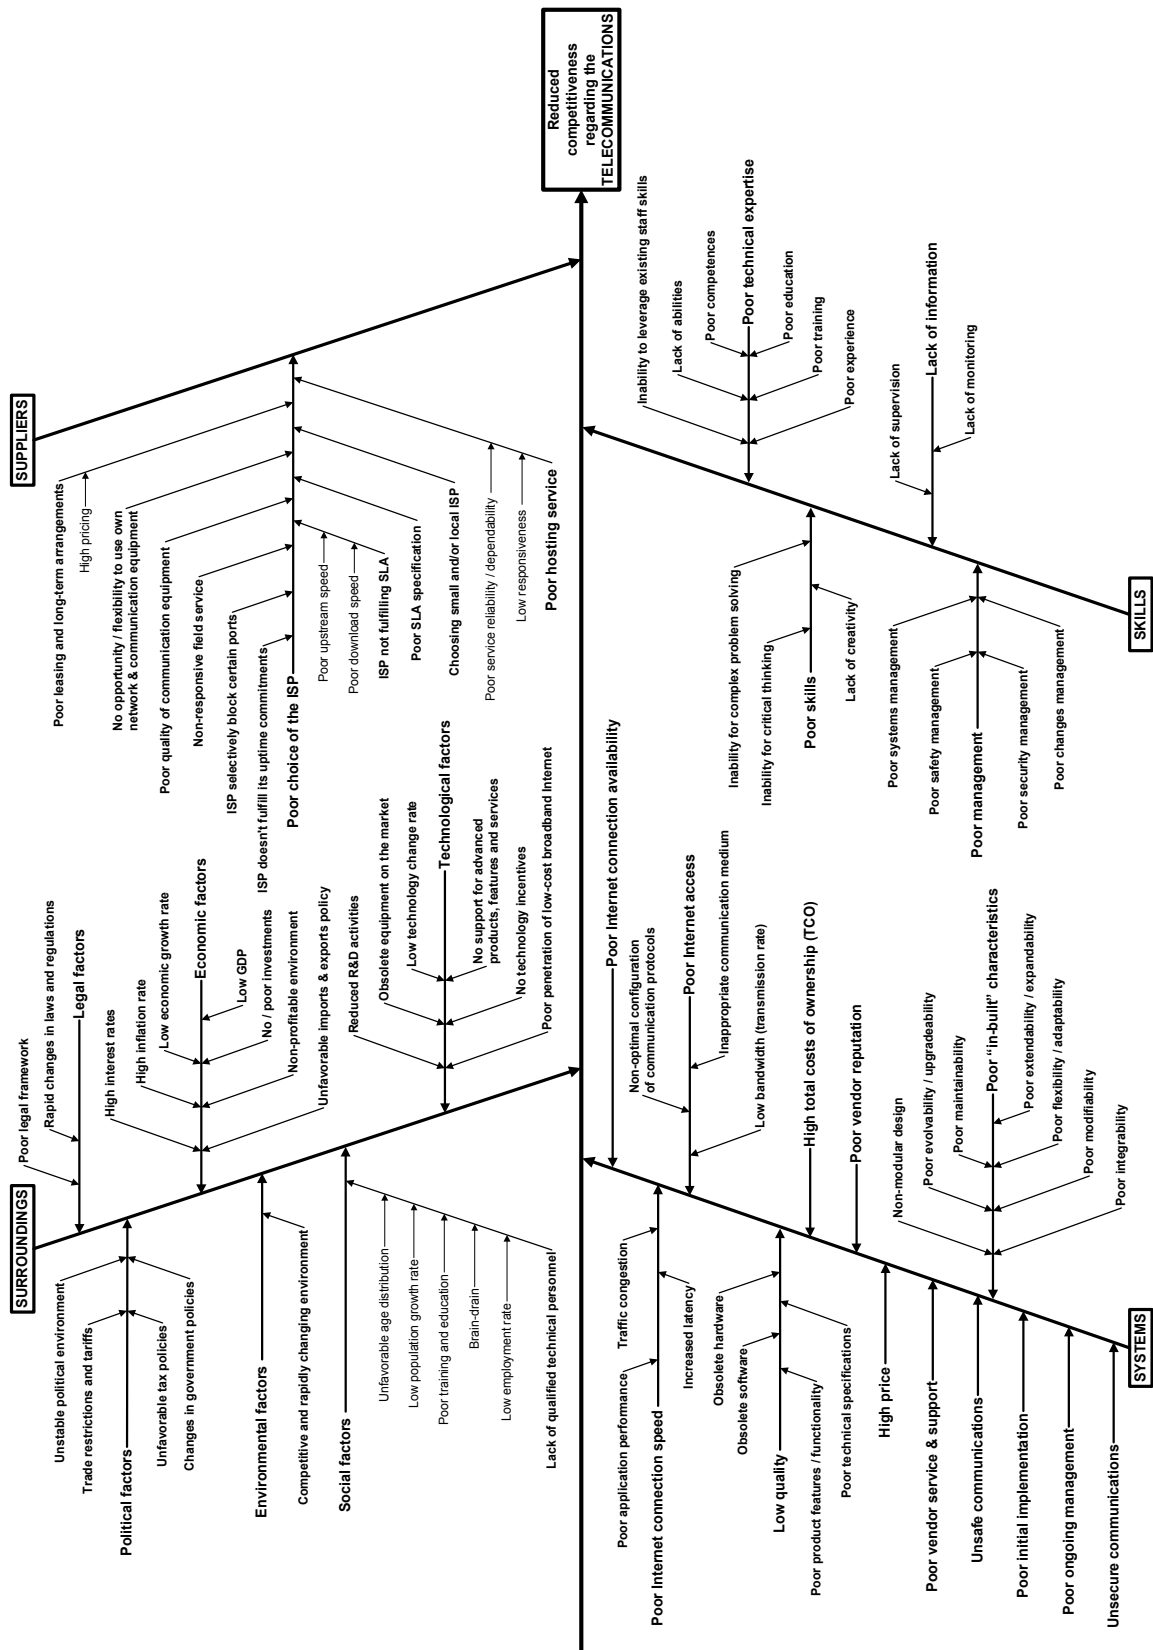 SURROUNDINGS
Poor legal framework
Rapid changes in laws and regulations
Legal factors
Unstable political environment
Trade restrictions and tariffs
Political factors
Unfavorable tax policies
Changes in government policies
High interest rates
High inflation rate
Low economic growth rate
Economic factors
Low GDP
No / poor investments
Non-profitable environment
Unfavorable imports & exports policy
Environmental factors
Competitive and rapidly changing environment
Social factors
Unfavorable age distribution
Low population growth rate
Poor training and education
Brain-drain
Low employment rate
Lack of qualified technical personnel
Reduced R&D activities
Obsolete equipment on the market
Low technology change rate
Technological factors
No support for advanced
products, features and services
No technology incentives
Poor penetration of low-cost broadband Internet
SUPPLIERS
Poor leasing and long-term arrangements
High pricing
No opportunity / flexibility to use own
network & communication equipment
Poor quality of communication equipment
Non-responsive field service
ISP selectively block certain ports
ISP doesn't fulfill its uptime commitments
Poor choice of the ISP
Poor upstream speed
Poor download speed
ISP not fulfilling SLA
Poor SLA specification
Choosing small and/or local ISP
Poor service reliability / dependability
Low responsiveness
Poor hosting service
Reduced
competitiveness
regarding the
TELECOMMUNICATIONS
Poor Internet connection availability
Poor application performance
Traffic congestion
Poor Internet connection speed
Increased latency
Non-optimal configuration
of communication protocols
Poor Internet access
Inappropriate communication medium
Low bandwidth (transmission rate)
Obsolete hardware
Obsolete software
Low quality
Poor product features / functionality
Poor technical specifications
High total costs of ownership (TCO)
Poor vendor reputation
High price
Poor vendor service & support
Non-modular design
Poor evolvability / upgradeability
Poor maintainability
Poor "in-built" characteristics
Poor extendability / expandability
Poor flexibility / adaptability
Poor modifiability
Poor integrability
Unsafe communications
Poor initial implementation
Poor ongoing management
Unsecure communications
SYSTEMS
Inability to leverage existing staff skills
Lack of abilities
Poor competences
Poor technical expertise
Poor education
Poor training
Poor experience
Inability for complex problem solving
Inability for critical thinking
Poor skills
Lack of creativity
Lack of supervision
Lack of information
Lack of monitoring
Poor systems management
Poor safety management
Poor management
Poor security management
Poor changes management
SKILLS